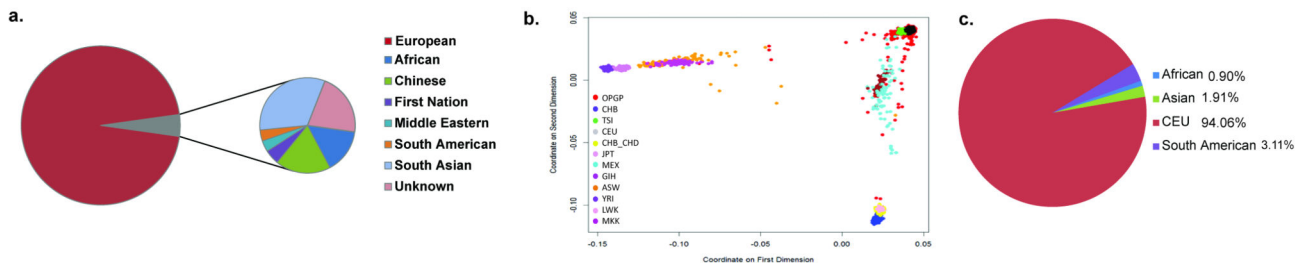 a.
European
African
Chinese
First Nation
Middle Eastern
South American
South Asian
Unknown
b.
Coordinate on Second Dimension
0.05
0.00
-0.05
-0.10
OPGP
CHB
TSI
CEU
CHB_CHD
JPT
MEX
GIH
ASW
YRI
LWK
MKK
-0.15
-0.10
-0.05
0.00
0.05
Coordinate on First Dimension
c.
African 0.90%
Asian 1.91%
CEU 94.06%
South American 3.11%